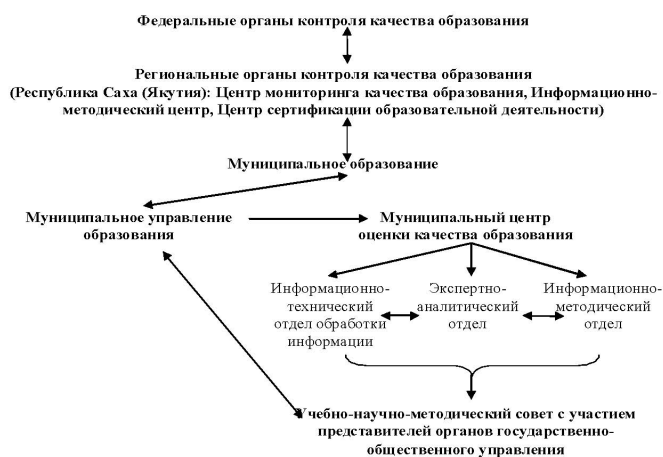 Федеральные органы контроля качества образования
Региональные органы контроля качества образования
(Республика Саха (Якутия): Центр мониторинга качества образования, Информационно-
методический центр, Центр сертификации образовательной деятельности)
Муниципальное образование
Муниципальное управление
образования
Муниципальный центр
оценки качества образования
Информационно-
технический
отдел обработки
информации
Экспертно-
аналитический
отдел
Информационно-
методический
отдел
Учебно-научно-методический совет с участием
представителей органов государственно-
общественного управления